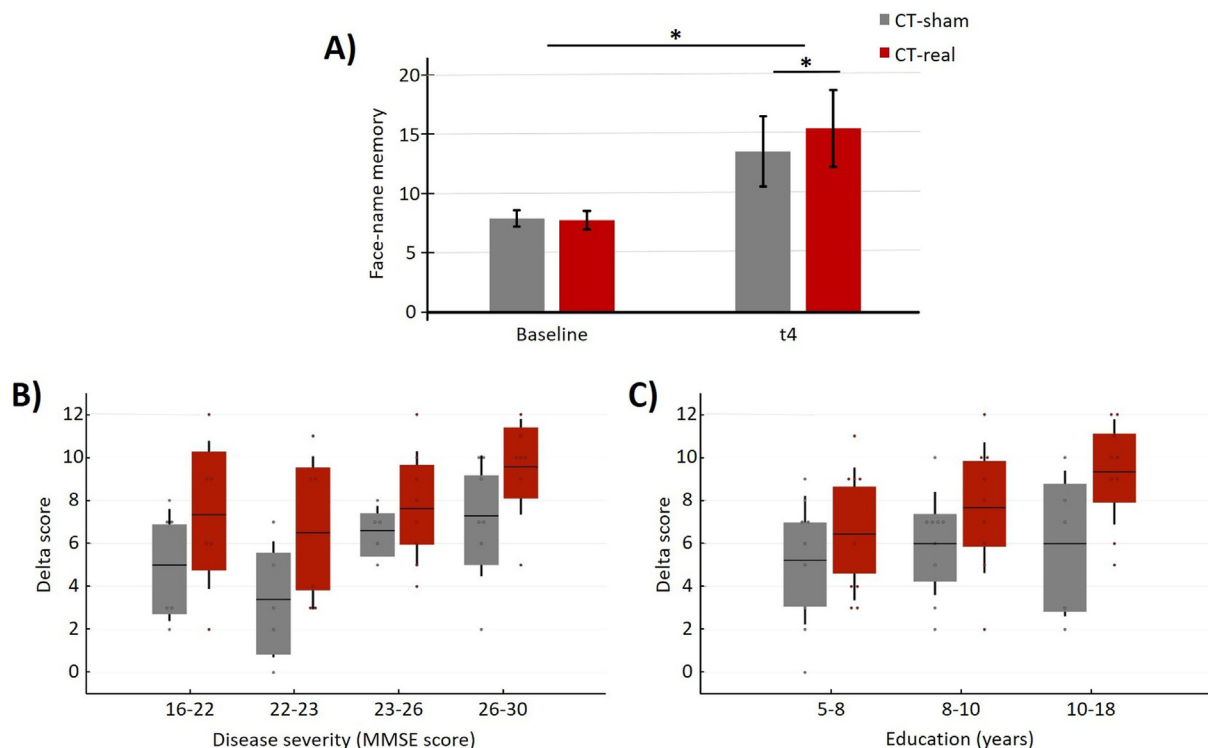 CT-sham
CT-real
A)
*
*
Face-name memory
20
15
10
5
0
Baseline
t4
B)
Delta score
12
10
8
6
4
2
0
16-22
22-23
23-26
26-30
Disease severity (MMSE score)
C)
Delta score
12
10
8
6
4
2
0
5-8
8-10
10-18
Education (years)